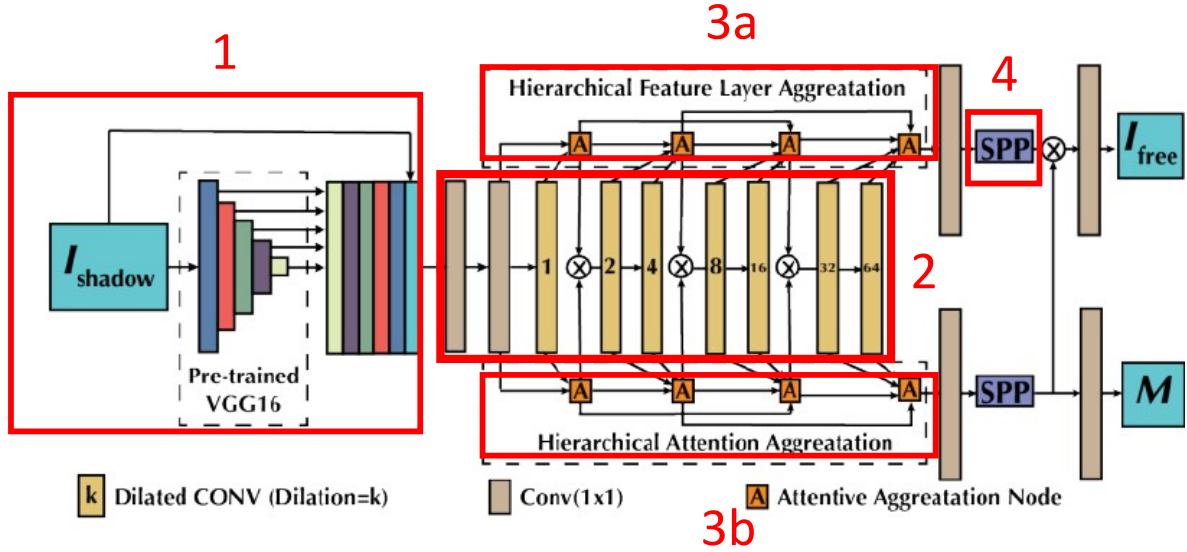 1
3a
4
Hierarchical Feature Layer Aggreatation
A A A A
SPP
I free
I shadow
1 2 4 8 16 32 64
2
Pre-trained
VGG16
A A A A
Hierarchical Attention Aggreatation
SPP
M
k Dilated CONV (Dilation=k)
Conv(1x1)
A Attentive Aggreatation Node
3b